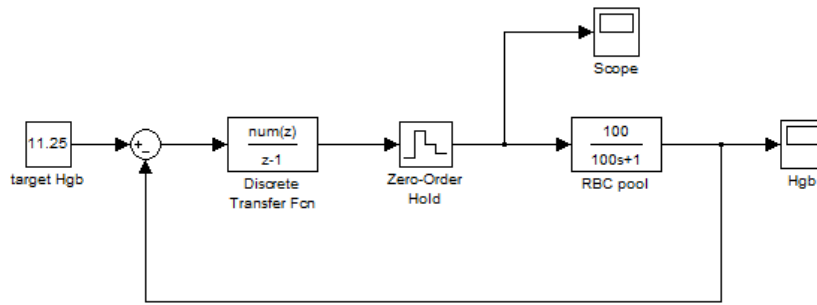 Scope
11.25
target Hgb
+
−
num(z)
z-1
Discrete
Transfer Fcn
Zero-Order
Hold
100
100s+1
RBC pool
Hgb